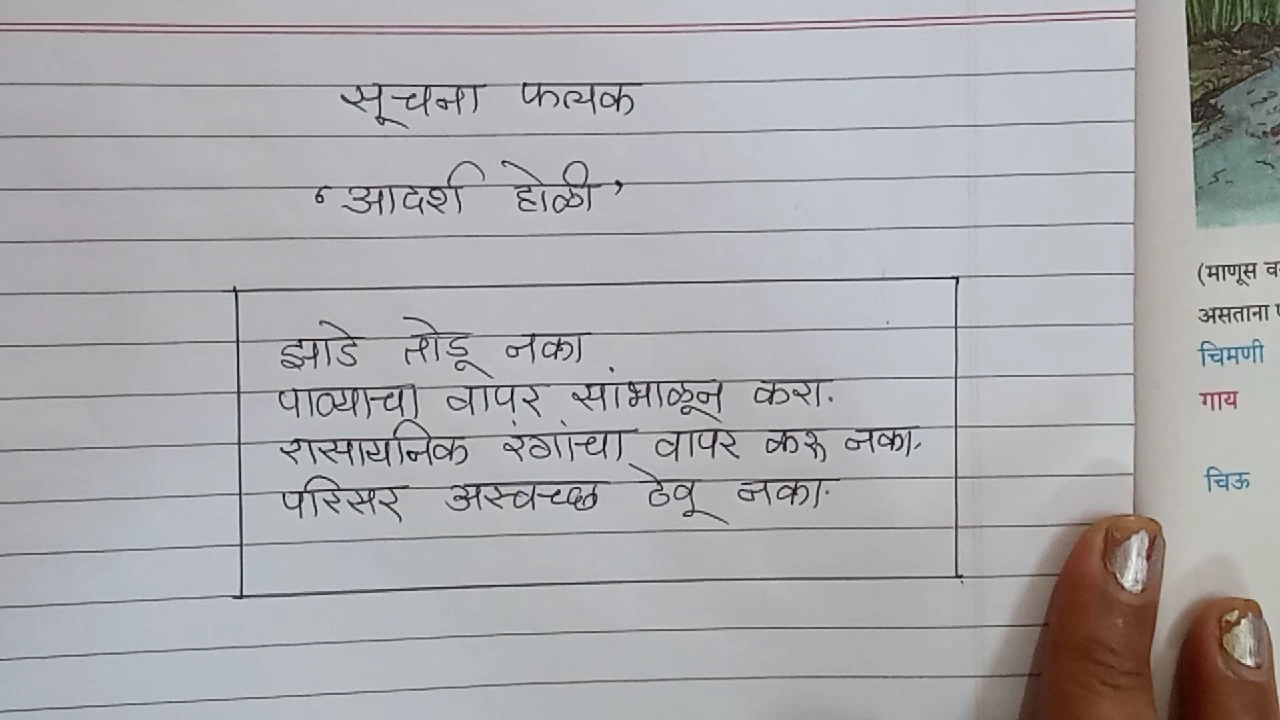 सूचना फलक
‘आदर्श होळी’
झाडे तोडू नका
पाण्याचा वापर सांभाळून करा.
रासायनिक रंगांचा वापर करू नका.
परिसर अस्वच्छ ठेवू नका.
(माणूस
असताना
चिमणी
गाय
चिऊ